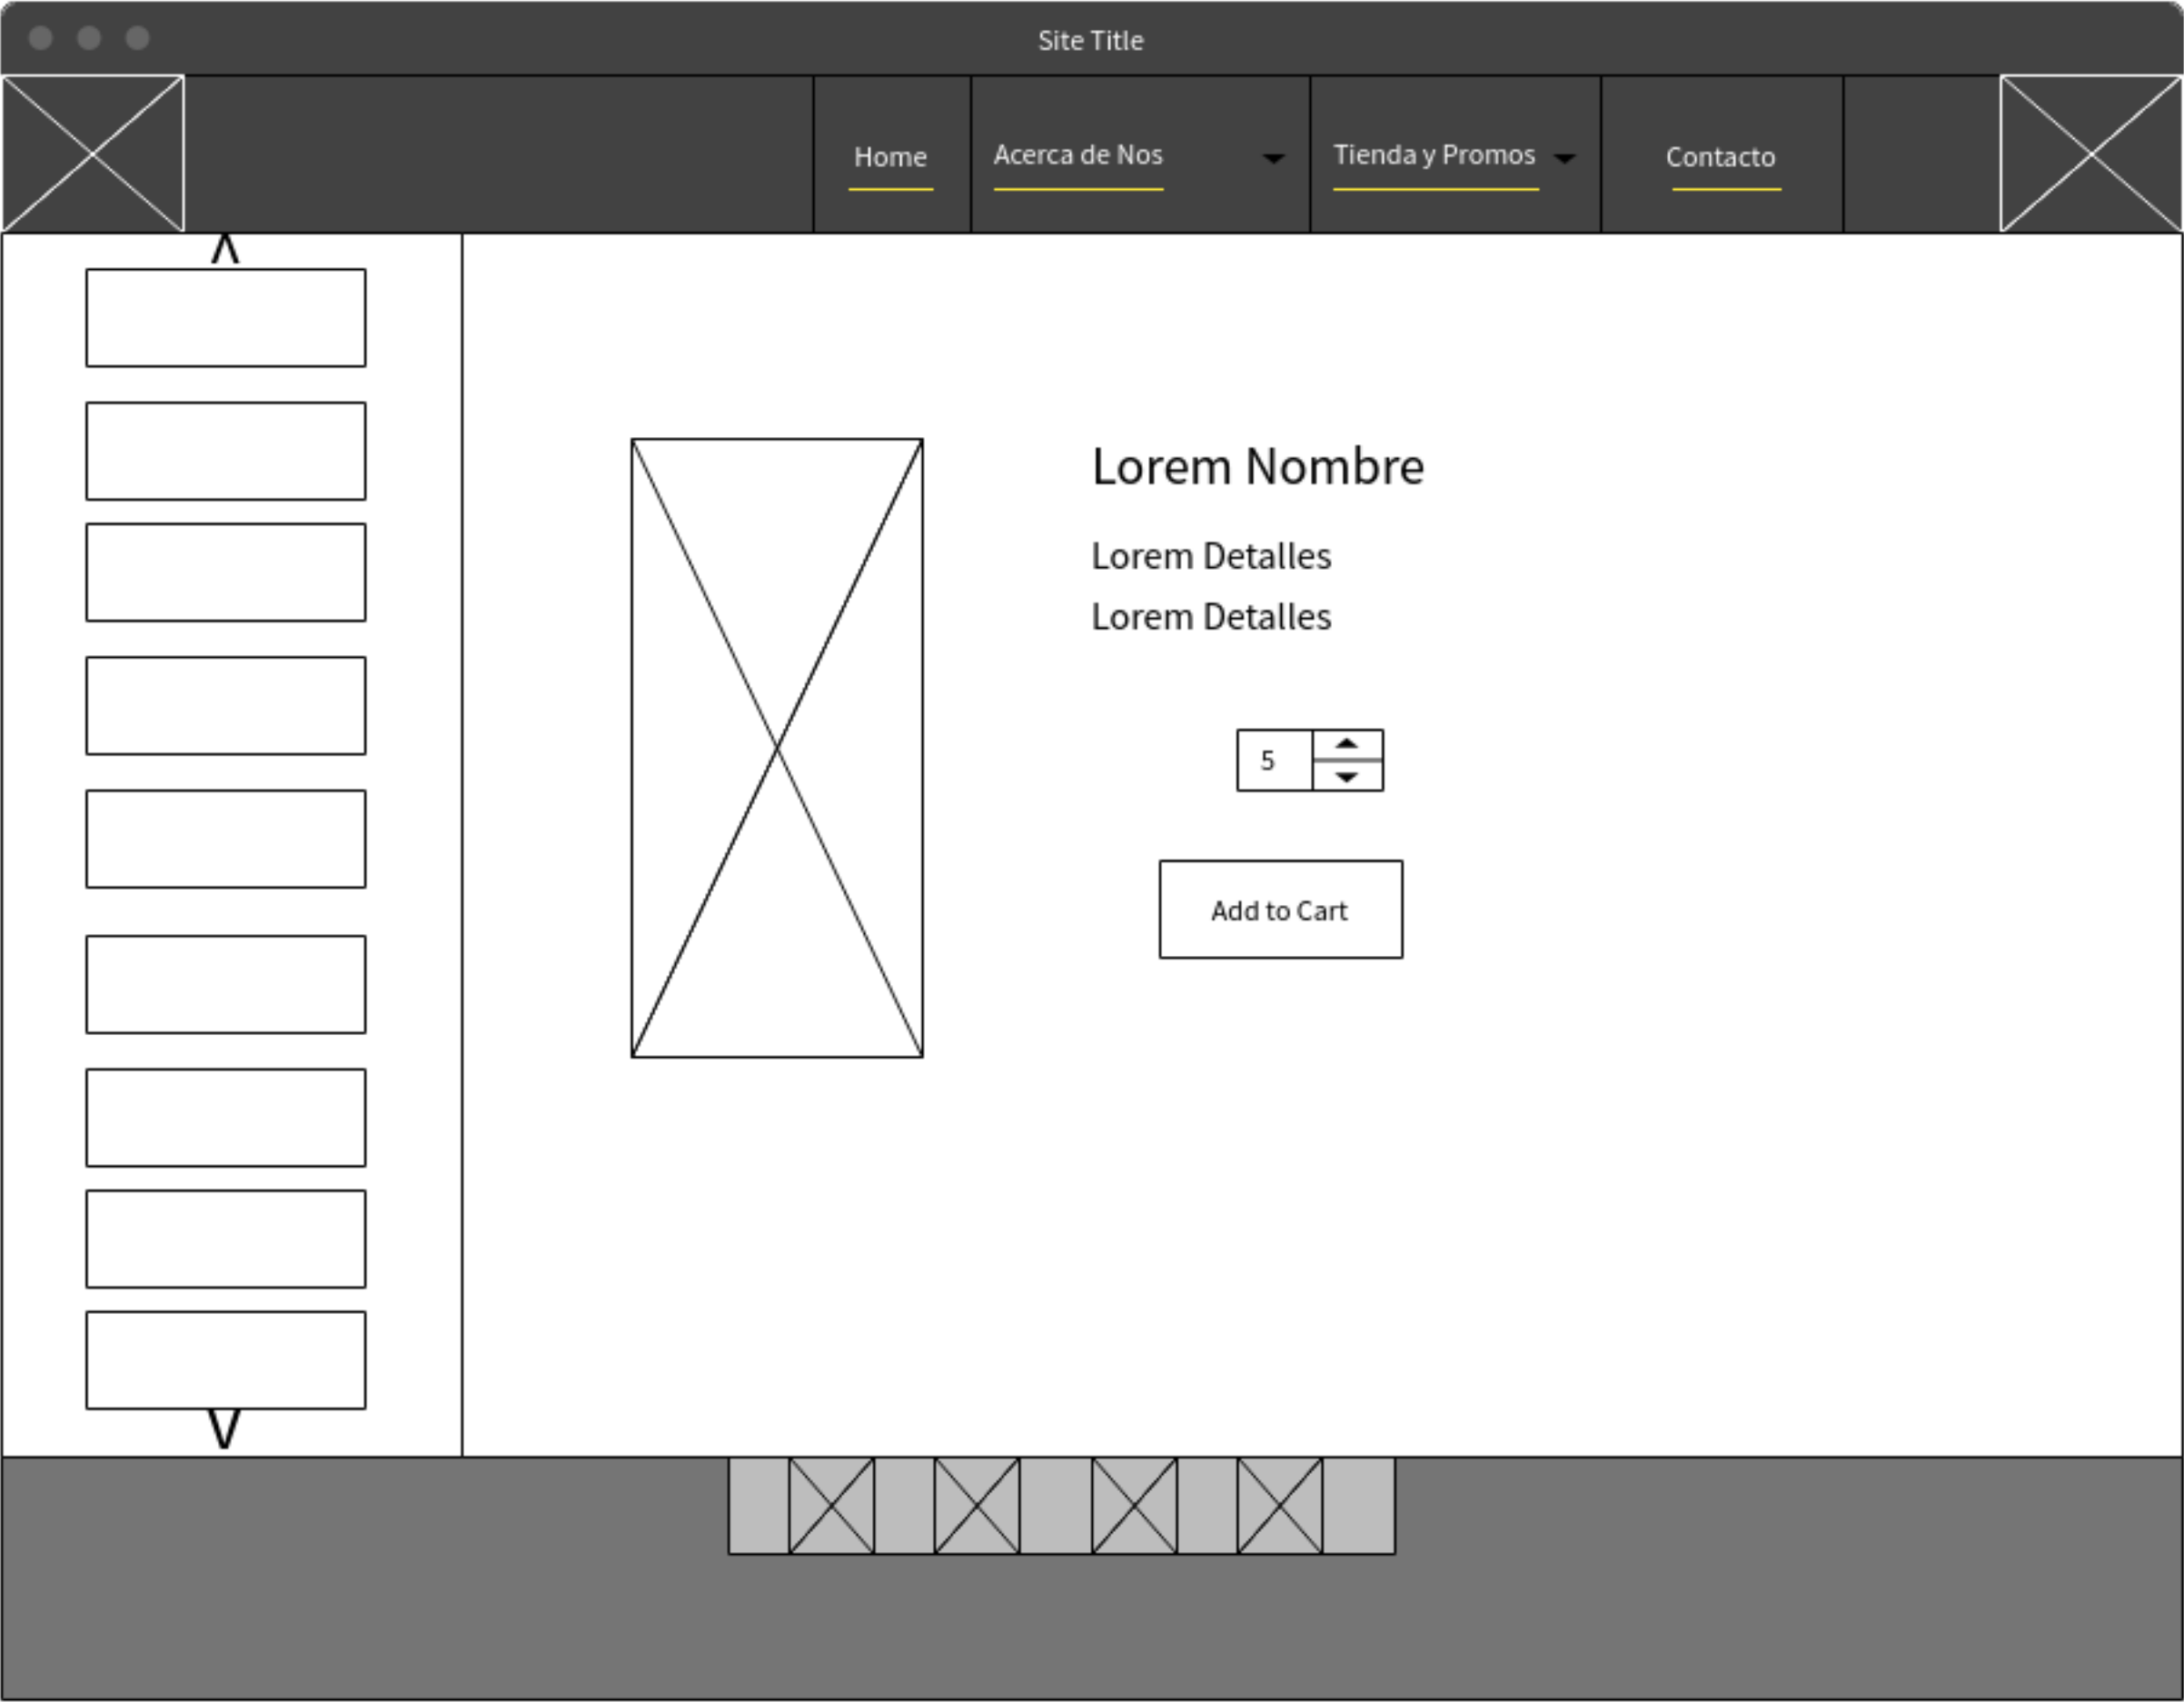 Site Title
Home
Acerca de Nos
Tienda y Promos
Contacto
Λ
Lorem Nombre
Lorem Detalles
Lorem Detalles
5
Add to Cart
V